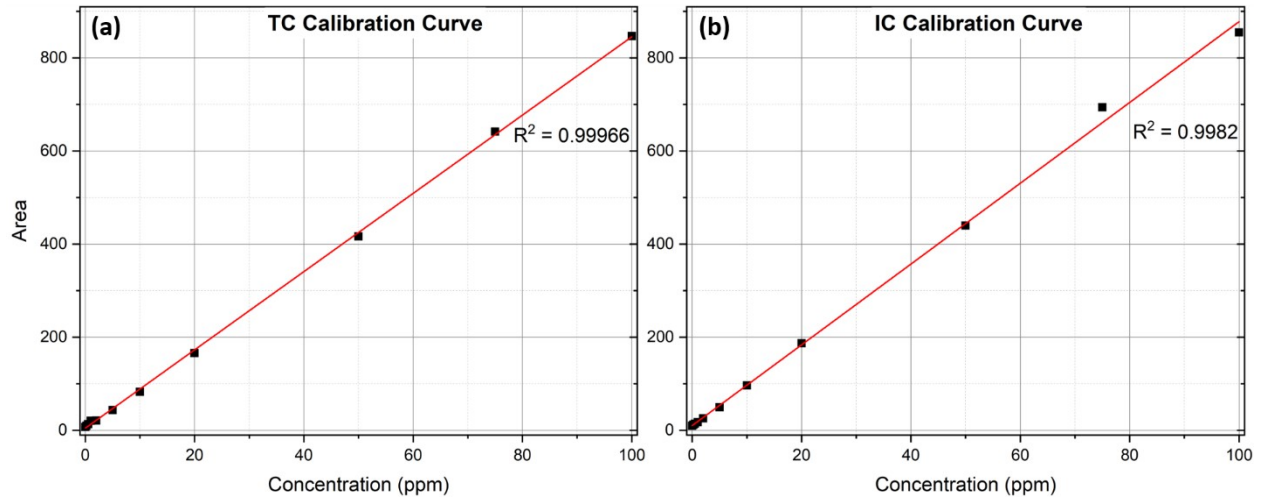 (a) TC Calibration Curve
800
600
400
200
0
Area
R² = 0.99966
0 20 40 60 80 100
Concentration (ppm)
(b) IC Calibration Curve
800
600
400
200
0
R² = 0.9982
0 20 40 60 80 100
Concentration (ppm)